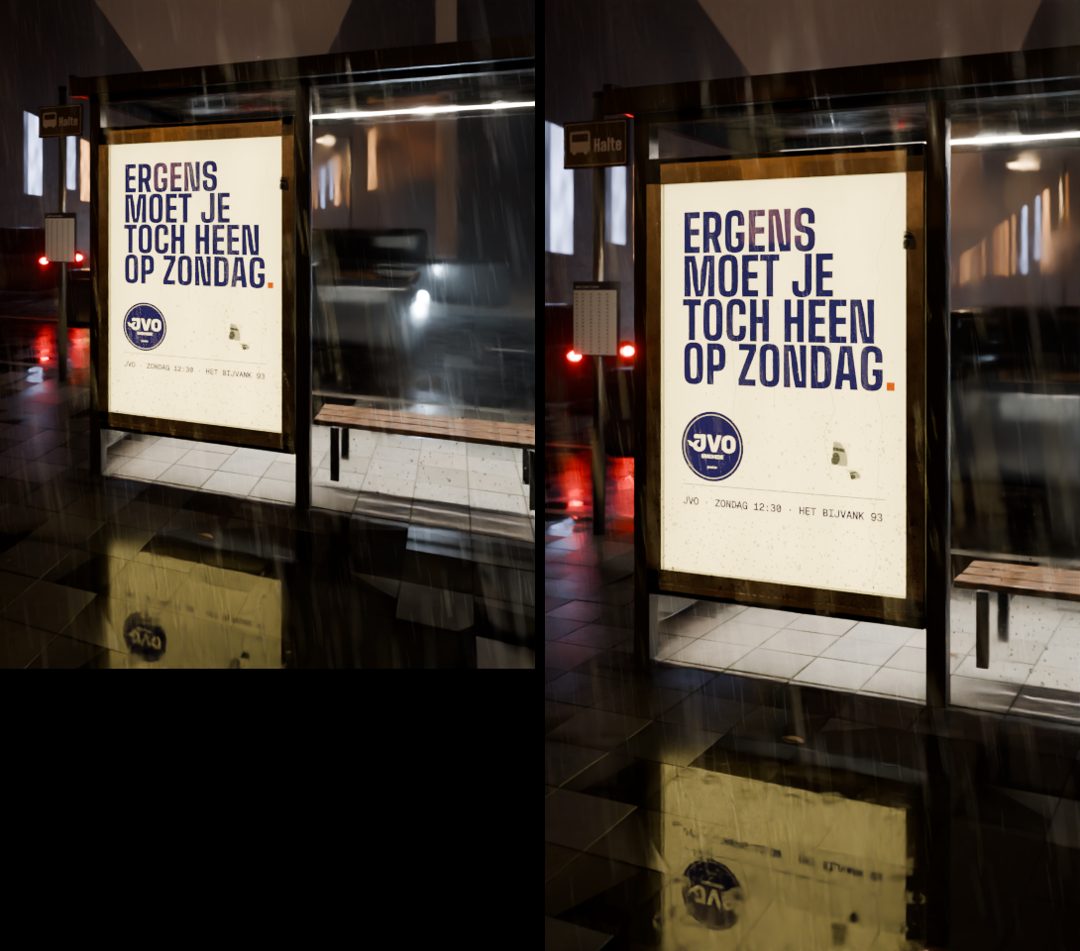 Halte
ERGENS
MOET JE
TOCH HEEN
OP ZONDAG.
JVO
JVO · ZONDAG 12:30 · HET BIJVANK 93
Halte
ERGENS
MOET JE
TOCH HEEN
OP ZONDAG.
JVO
JVO · ZONDAG 12:30 · HET BIJVANK 93